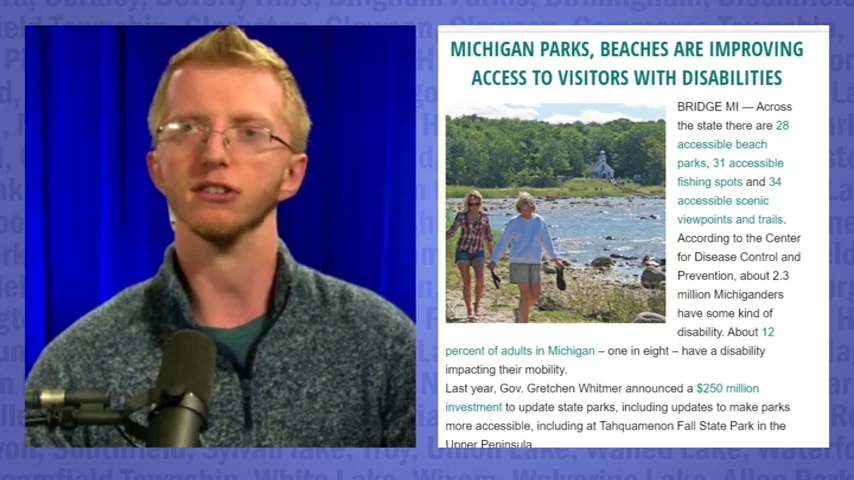 MICHIGAN PARKS, BEACHES ARE IMPROVING
ACCESS TO VISITORS WITH DISABILITIES
BRIDGE MI — Across
the state there are 28
accessible beach
parks, 31 accessible
fishing spots and 34
accessible scenic
viewpoints and trails.
According to the Center
for Disease Control and
Prevention, about 2.3
million Michiganders
have some kind of
disability. About 12
percent of adults in Michigan – one in eight – have a disability
impacting their mobility.
Last year, Gov. Gretchen Whitmer announced a $250 million
investment to update state parks, including updates to make parks
more accessible, including at Tahquamenon Fall State Park in the
Upper Peninsula